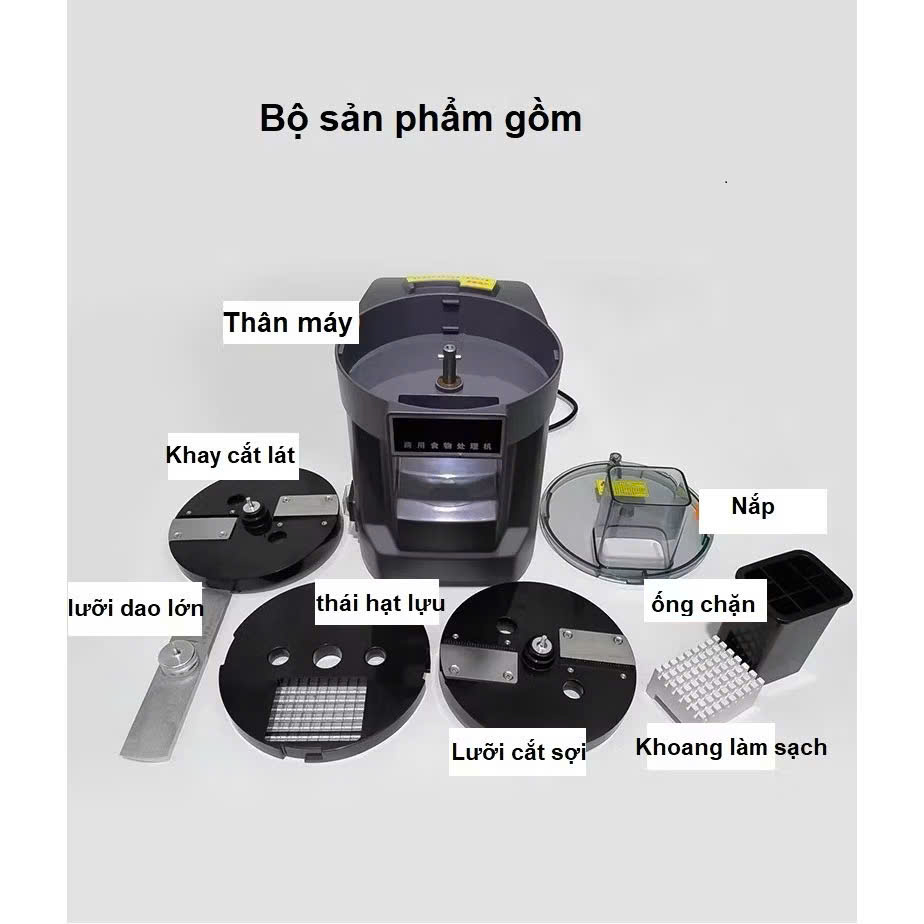 Bộ sản phẩm gồm
Thân máy
商用食物处理机
Khay cắt lát
Nắp
lưỡi dao lớn
thái hạt lựu
ống chặn
Lưỡi cắt sợi
Khoang làm sạch